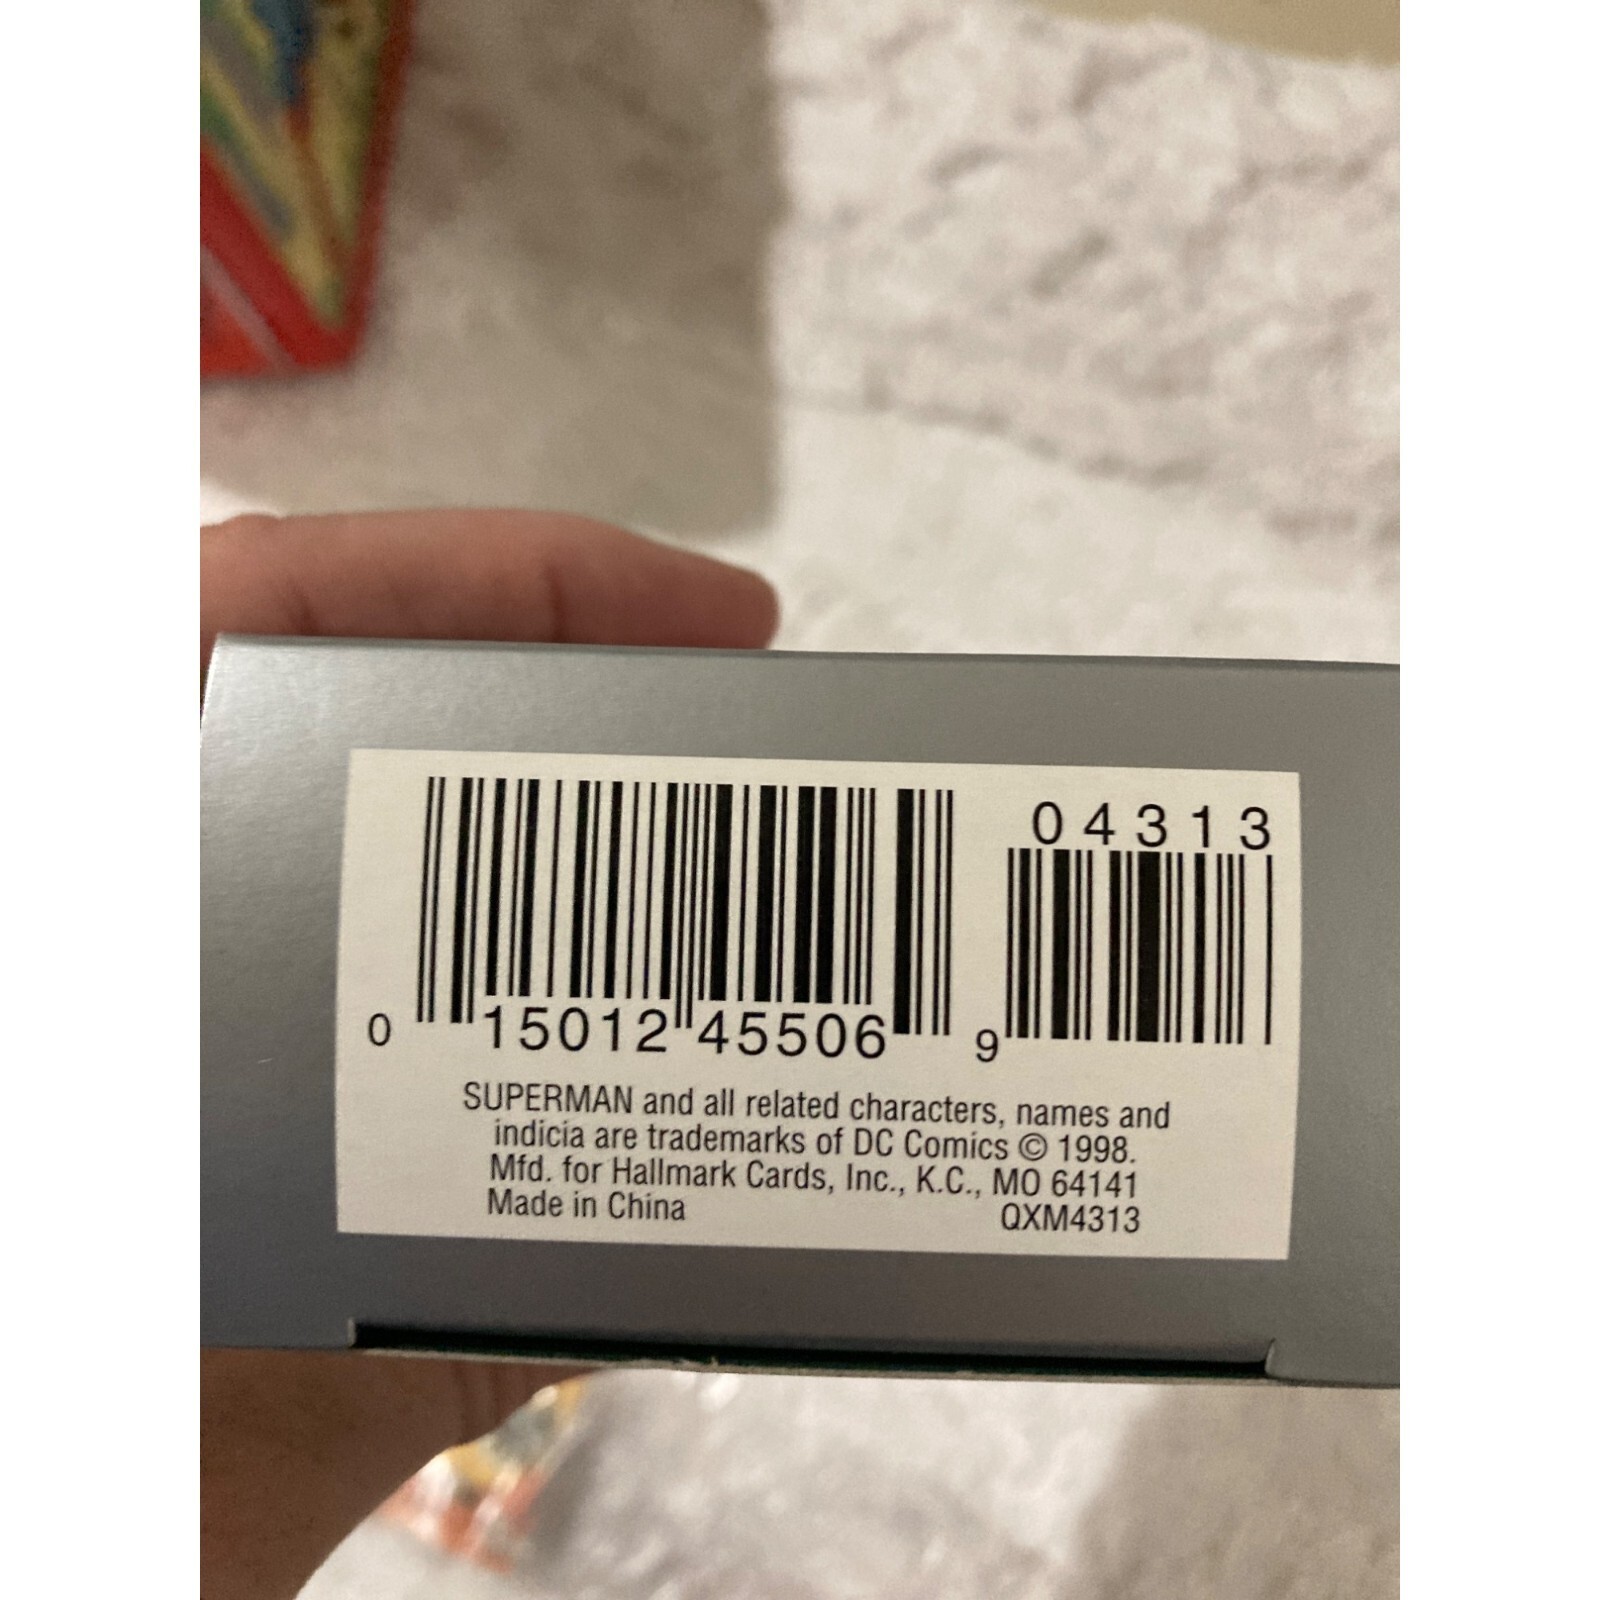 04313
0 15012 45506 9
SUPERMAN and all related characters, names and
indicia are trademarks of DC Comics © 1998.
Mfd. for Hallmark Cards, Inc., K.C., MO 64141
Made in China QXM4313